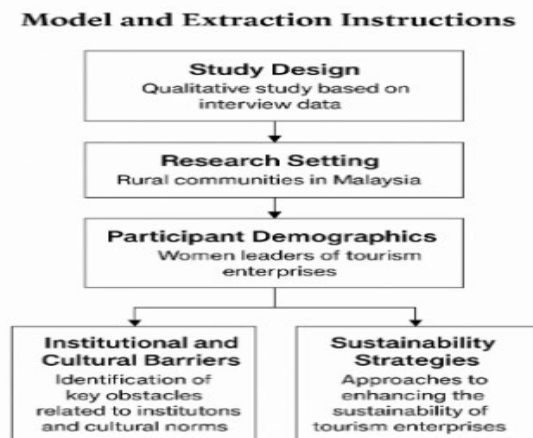 Model and Extraction Instructions
Study Design
Qualitative study based on
interview data
Research Setting
Rural communities in Malaysia
Participant Demographics
Women leaders of tourism
enterprises
Institutional and
Cultural Barriers
Identification of
key obstacles
related to institutons
and cultural norms
Sustainability
Strategies
Approaches to
enhancing the
sustainability of
tourism enterprises